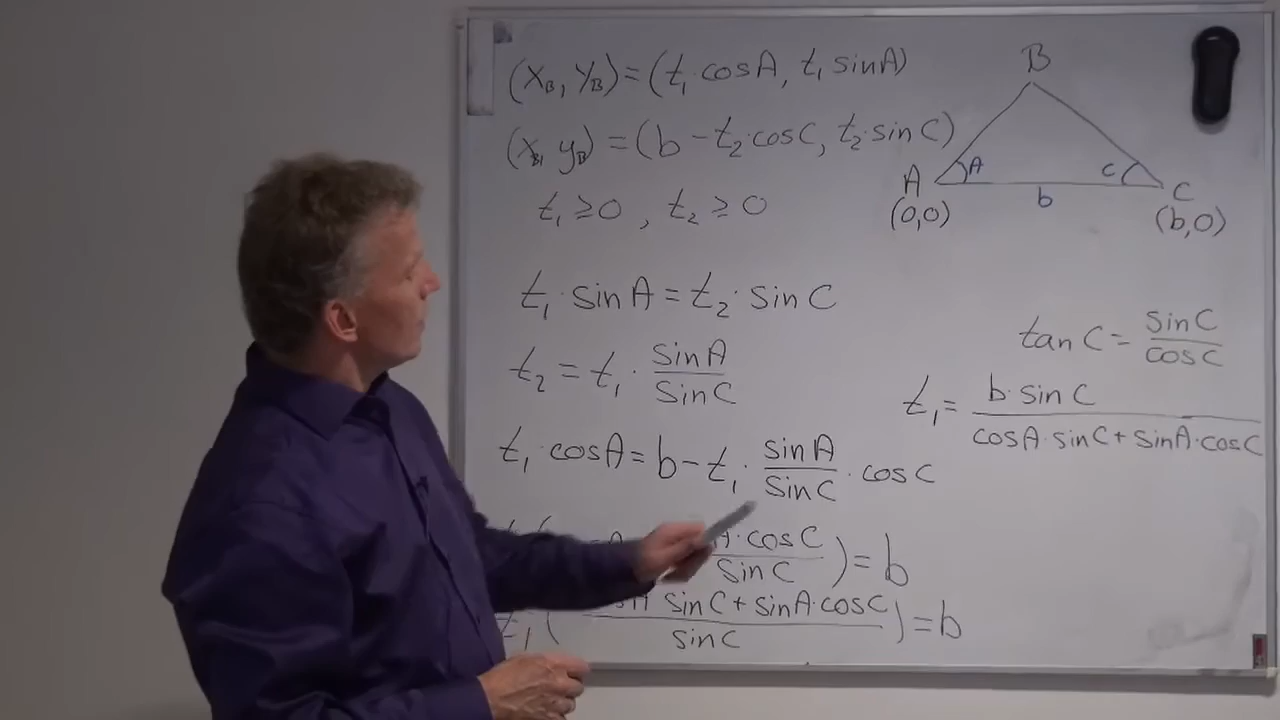 (x_B, y_B) = (t_1 · cos A, t_1 sin A)
(x_B, y_B) = (b - t_2 · cos C, t_2 · sin C)
t_1 ≥ 0 , t_2 ≥ 0
t_1 · sin A = t_2 · sin C
t_2 = t_1 · sin A / sin C
t_1 · cos A = b - t_1 · sin A / sin C · cos C
A · cos C / sin C ) = b
t_1 ( sin C + sin A · cos C / sin C ) = b
B
A
A
C
C
(0,0)
b
(b,0)
tan C = sin C / cos C
t_1 = b · sin C / cos A · sin C + sin A · cos C